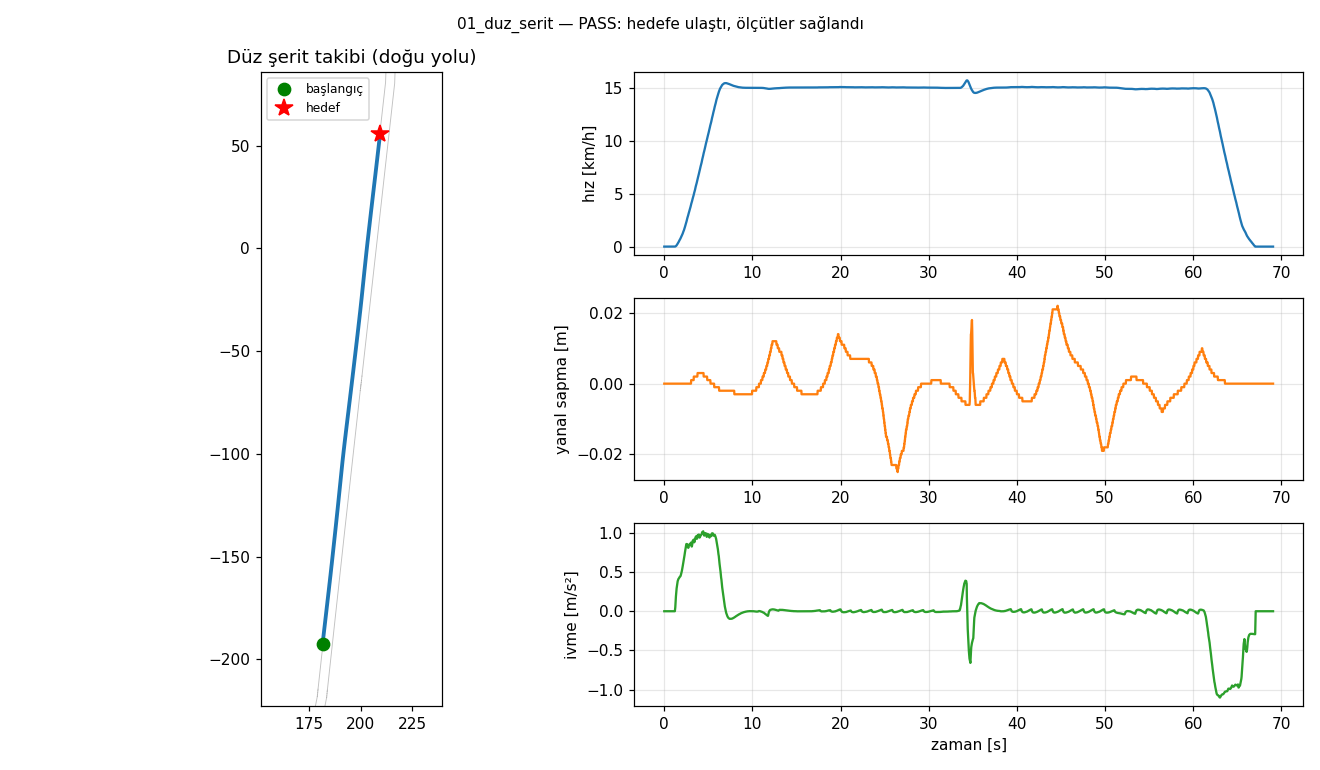 01_duz_serit — PASS: hedefe ulaştı, ölçütler sağlandı
Düz şerit takibi (doğu yolu)
başlangıç
hedef
50
0
−50
−100
−150
−200
175 200 225
hız [km/h]
15
10
5
0
0 10 20 30 40 50 60 70
yanal sapma [m]
0.02
0.00
−0.02
0 10 20 30 40 50 60 70
ivme [m/s²]
1.0
0.5
0.0
−0.5
−1.0
0 10 20 30 40 50 60 70
zaman [s]